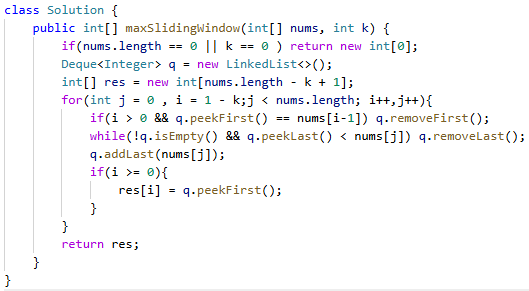 class Solution {
    public int[] maxSlidingWindow(int[] nums, int k) {
        if(nums.length == 0 || k == 0 ) return new int[0];
        Deque<Integer> q = new LinkedList<>();
        int[] res = new int[nums.length - k + 1];
        for(int j = 0 , i = 1 - k;j < nums.length; i++,j++){
            if(i > 0 && q.peekFirst() == nums[i-1]) q.removeFirst();
            while(!q.isEmpty() && q.peekLast() < nums[j]) q.removeLast();
            q.addLast(nums[j]);
            if(i >= 0){
                res[i] = q.peekFirst();
            }
        }
        return res;
    }
}